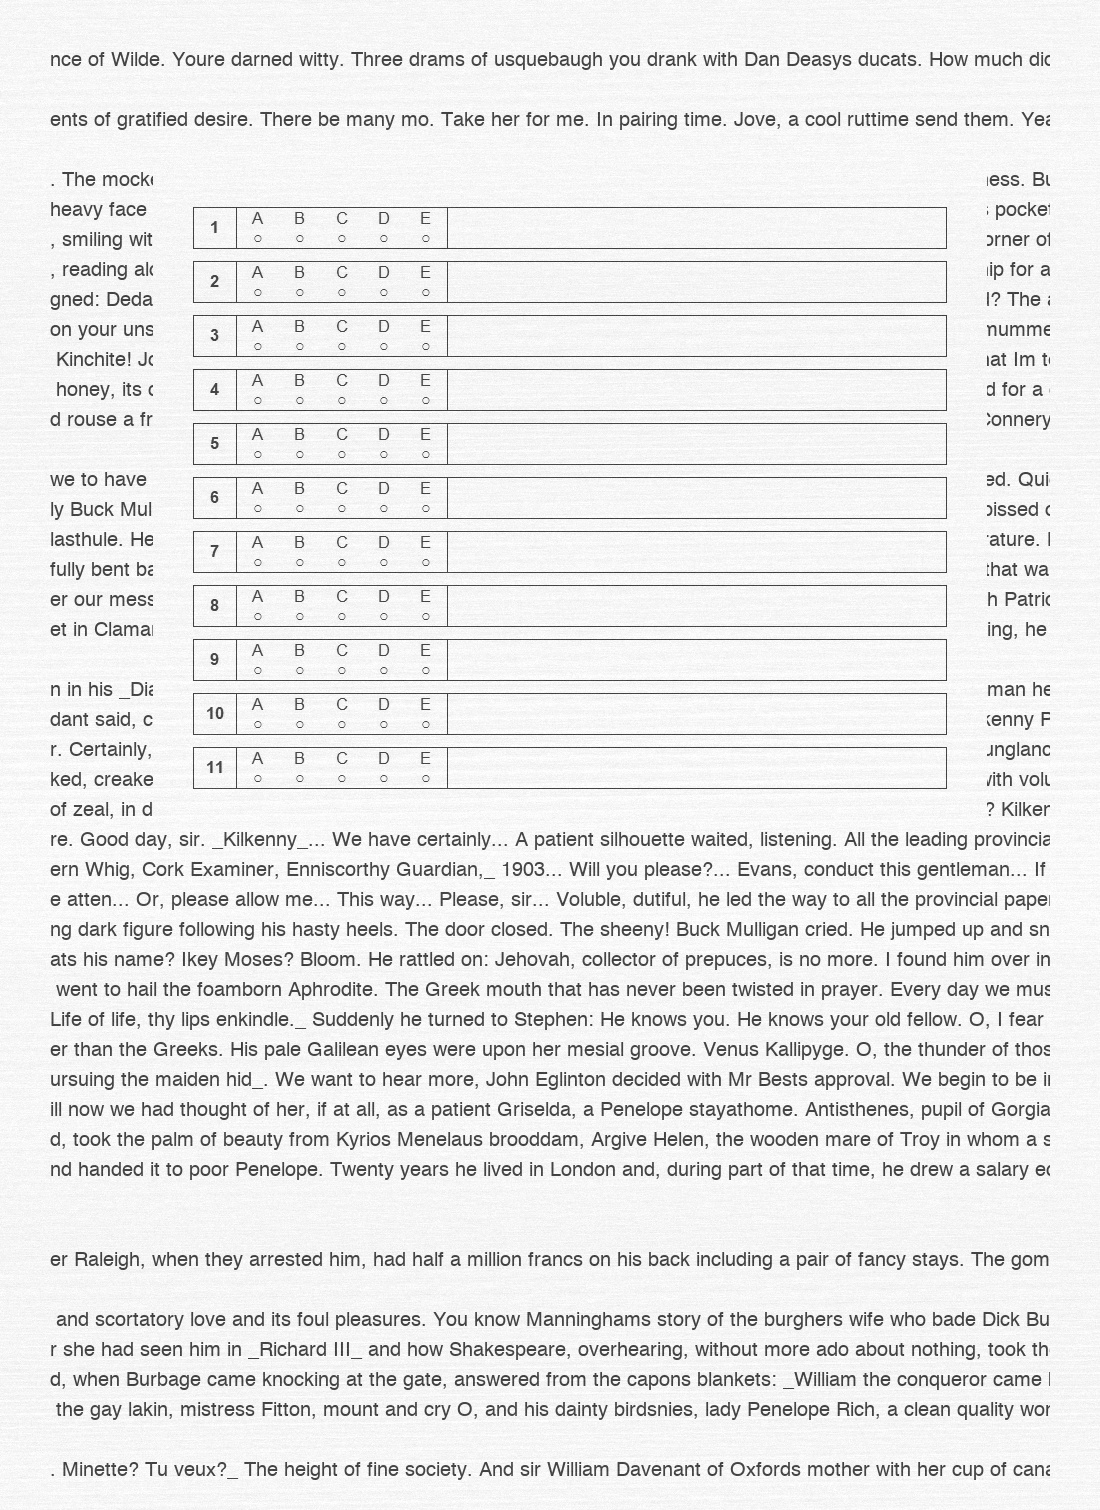 nce of Wilde. Youre darned witty. Three drams of usquebaugh you drank with Dan Deasys ducats. How much did
ents of gratified desire. There be many mo. Take her for me. In pairing time. Jove, a cool ruttime send them. Yea
. The mocke ness. Bu
heavy face s pocket
, smiling wit orner of
, reading alo ip for a
gned: Deda d? The a
on your uns mumme
Kinchite! Jo hat Im to
honey, its d for a
d rouse a fr Connery
we to have ed. Qui
ly Buck Mul pissed o
lasthule. He rature.
fully bent ba that wa
er our mess h Patric
et in Clamar ing, he
n in his _Dia man he
dant said, c kenny P
r. Certainly, unglanc
ked, creake with volu
of zeal, in d ? Kilken
1 A B C D E
2 A B C D E
3 A B C D E
4 A B C D E
5 A B C D E
6 A B C D E
7 A B C D E
8 A B C D E
9 A B C D E
10 A B C D E
11 A B C D E
re. Good day, sir. _Kilkenny_... We have certainly... A patient silhouette waited, listening. All the leading provincia
ern Whig, Cork Examiner, Enniscorthy Guardian,_ 1903... Will you please?... Evans, conduct this gentleman... If
e atten... Or, please allow me... This way... Please, sir... Voluble, dutiful, he led the way to all the provincial paper
ng dark figure following his hasty heels. The door closed. The sheeny! Buck Mulligan cried. He jumped up and sn
ats his name? Ikey Moses? Bloom. He rattled on: Jehovah, collector of prepuces, is no more. I found him over in
went to hail the foamborn Aphrodite. The Greek mouth that has never been twisted in prayer. Every day we mus
Life of life, thy lips enkindle._ Suddenly he turned to Stephen: He knows you. He knows your old fellow. O, I fear
er than the Greeks. His pale Galilean eyes were upon her mesial groove. Venus Kallipyge. O, the thunder of thos
ursuing the maiden hid_. We want to hear more, John Eglinton decided with Mr Bests approval. We begin to be in
ill now we had thought of her, if at all, as a patient Griselda, a Penelope stayathome. Antisthenes, pupil of Gorgia
d, took the palm of beauty from Kyrios Menelaus brooddam, Argive Helen, the wooden mare of Troy in whom a s
nd handed it to poor Penelope. Twenty years he lived in London and, during part of that time, he drew a salary eq
er Raleigh, when they arrested him, had half a million francs on his back including a pair of fancy stays. The gom
and scortatory love and its foul pleasures. You know Manninghams story of the burghers wife who bade Dick Bu
r she had seen him in _Richard III_ and how Shakespeare, overhearing, without more ado about nothing, took the
d, when Burbage came knocking at the gate, answered from the capons blankets: _William the conqueror came
the gay lakin, mistress Fitton, mount and cry O, and his dainty birdsnies, lady Penelope Rich, a clean quality wor
. Minette? Tu veux?_ The height of fine society. And sir William Davenant of Oxfords mother with her cup of cana